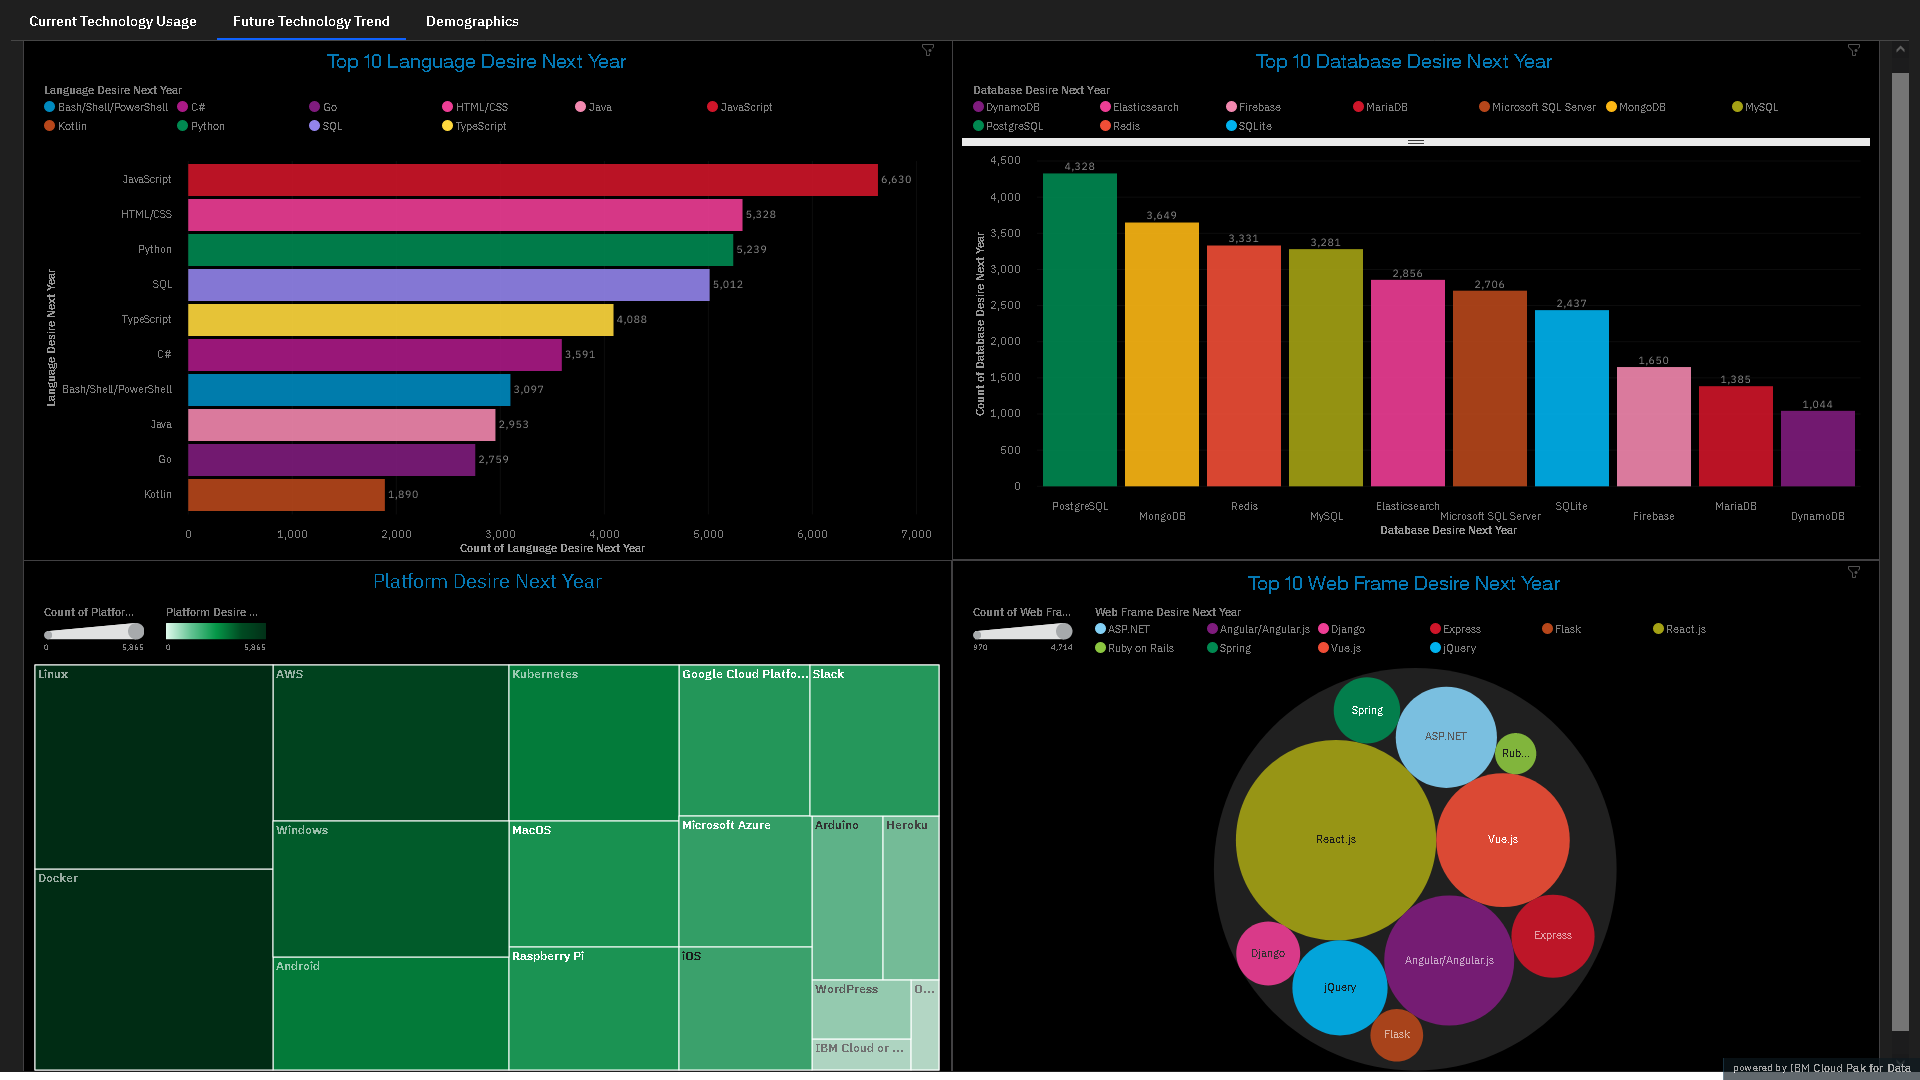 Current Technology Usage
Future Technology Trend
Demographics
Top 10 Language Desire Next Year
Language Desire Next Year
Bash/Shell/PowerShell C# Go HTML/CSS Java JavaScript
Kotlin Python SQL TypeScript
Language Desire Next Year
JavaScript 6,630
HTML/CSS 5,328
Python 5,239
SQL 5,012
TypeScript 4,088
C# 3,591
Bash/Shell/PowerShell 3,097
Java 2,953
Go 2,759
Kotlin 1,890
0 1,000 2,000 3,000 4,000 5,000 6,000 7,000
Count of Language Desire Next Year
Top 10 Database Desire Next Year
Database Desire Next Year
DynamoDB Elasticsearch Firebase MariaDB Microsoft SQL Server MongoDB MySQL
PostgreSQL Redis SQLite
Count of Database Desire Next Year
4,500
4,000
3,500
3,000
2,500
2,000
1,500
1,000
500
0
4,328 3,649 3,331 3,281 2,856 2,706 2,437 1,650 1,385 1,044
PostgreSQL MongoDB Redis MySQL Elasticsearch Microsoft SQL Server SQLite Firebase MariaDB DynamoDB
Database Desire Next Year
Platform Desire Next Year
Count of Platfor... Platform Desire ...
0 5,865 0 5,865
Linux AWS Kubernetes Google Cloud Platfo... Slack
Microsoft Azure Arduino Heroku
Windows MacOS
Docker
Raspberry Pi iOS
Android
WordPress O...
IBM Cloud or ...
Top 10 Web Frame Desire Next Year
Count of Web Fra... Web Frame Desire Next Year
970 4,714
ASP.NET Angular/Angular.js Django Express Flask React.js
Ruby on Rails Spring Vue.js jQuery
Spring
ASP.NET
Rub...
React.js
Vue.js
Express
Django
Angular/Angular.js
jQuery
Flask
powered by IBM Cloud Pak for Data